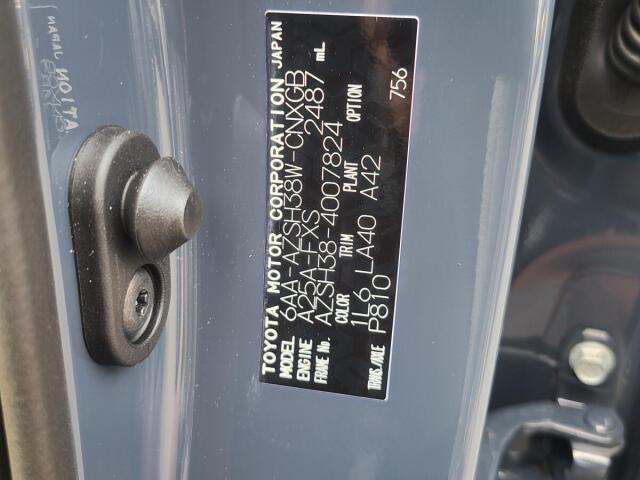 TOYOTA MOTOR CORPORATION JAPAN
MODEL 6AA-AZSH38W-CNXGB
ENGINE A25A-FXS 2487 mL
FRAME No. AZSH38-4007824
COLOR TRIM PLANT OPTION
1L6 LA40 A42
TRANS./AXLE P810 756